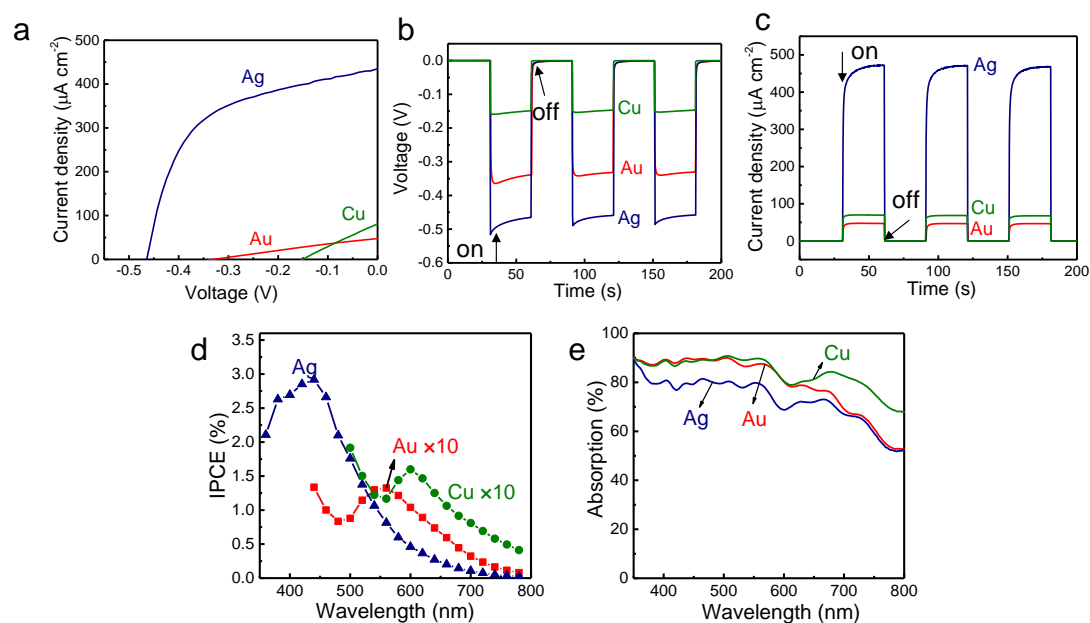 a
Current density (µA cm⁻²)
500
400
300
200
100
0
Ag
Au
Cu
-0.5 -0.4 -0.3 -0.2 -0.1 0.0
Voltage (V)
b
Voltage (V)
0.0
-0.1
-0.2
-0.3
-0.4
-0.5
-0.6
off
Cu
Au
Ag
on
0 50 100 150 200
Time (s)
c
Current density (µA cm⁻²)
500
400
300
200
100
0
on
Ag
off
Cu
Au
0 50 100 150 200
Time (s)
d
IPCE (%)
3.5
3.0
2.5
2.0
1.5
1.0
0.5
0.0
Ag
Au ×10
Cu ×10
400 500 600 700 800
Wavelength (nm)
e
Absorption (%)
100
80
60
40
20
0
Cu
Ag
Au
400 500 600 700 800
Wavelength (nm)